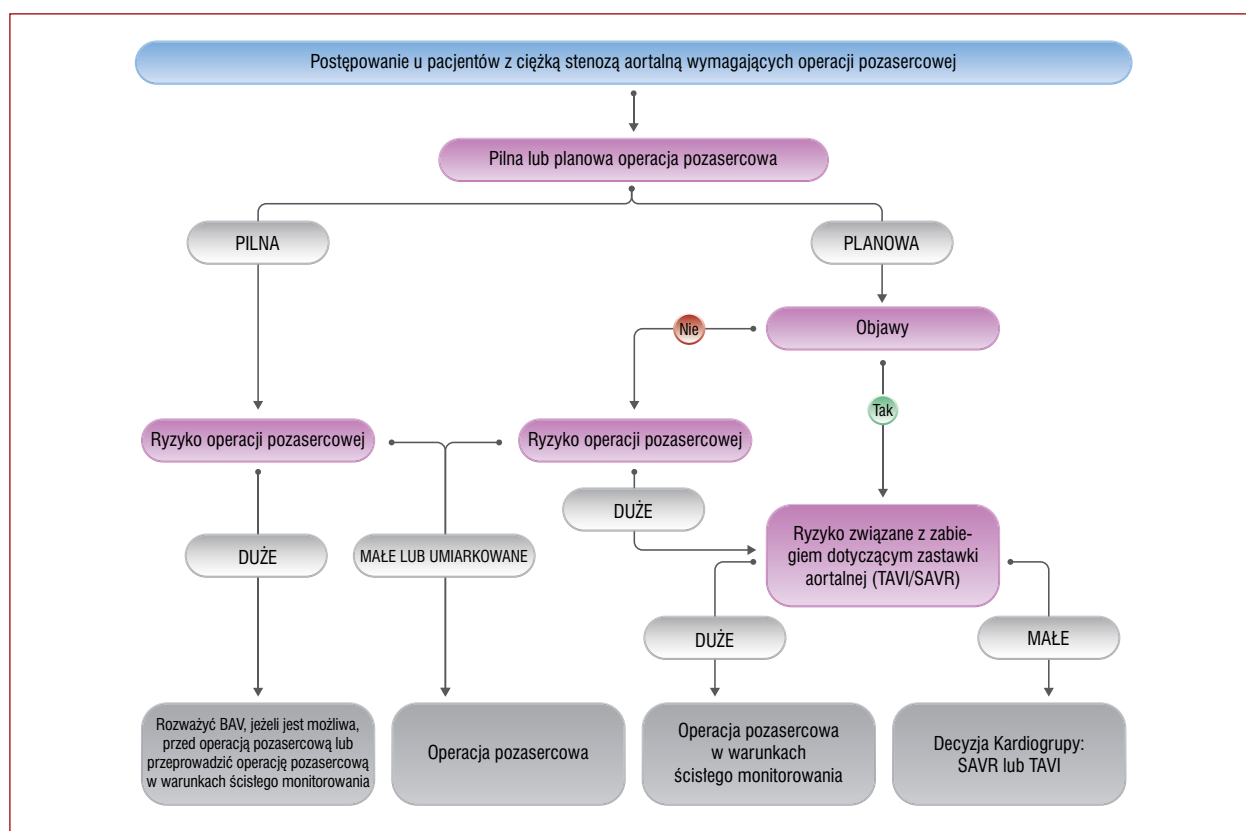 Postępowanie u pacjentów z ciężką stenozą aortalną wymagających operacji pozasercowej
Pilna lub planowa operacja pozasercowa
PILNA
PLANOWA
Nie
Objawy
Tak
Ryzyko operacji pozasercowej
Ryzyko operacji pozasercowej
DUŻE
MAŁE LUB UMIARKOWANE
DUŻE
Ryzyko związane z zabie-
giem dotyczącym zastawki
aortalnej (TAVI/SAVR)
DUŻE
MAŁE
Rozważyć BAV, jeżeli jest możliwa,
przed operacją pozasercową lub
przeprowadzić operację pozasercową
w warunkach ścisłego monitorowania
Operacja pozasercowa
Operacja pozasercowa
w warunkach
ścisłego monitorowania
Decyzja Kardiogrupy:
SAVR lub TAVI